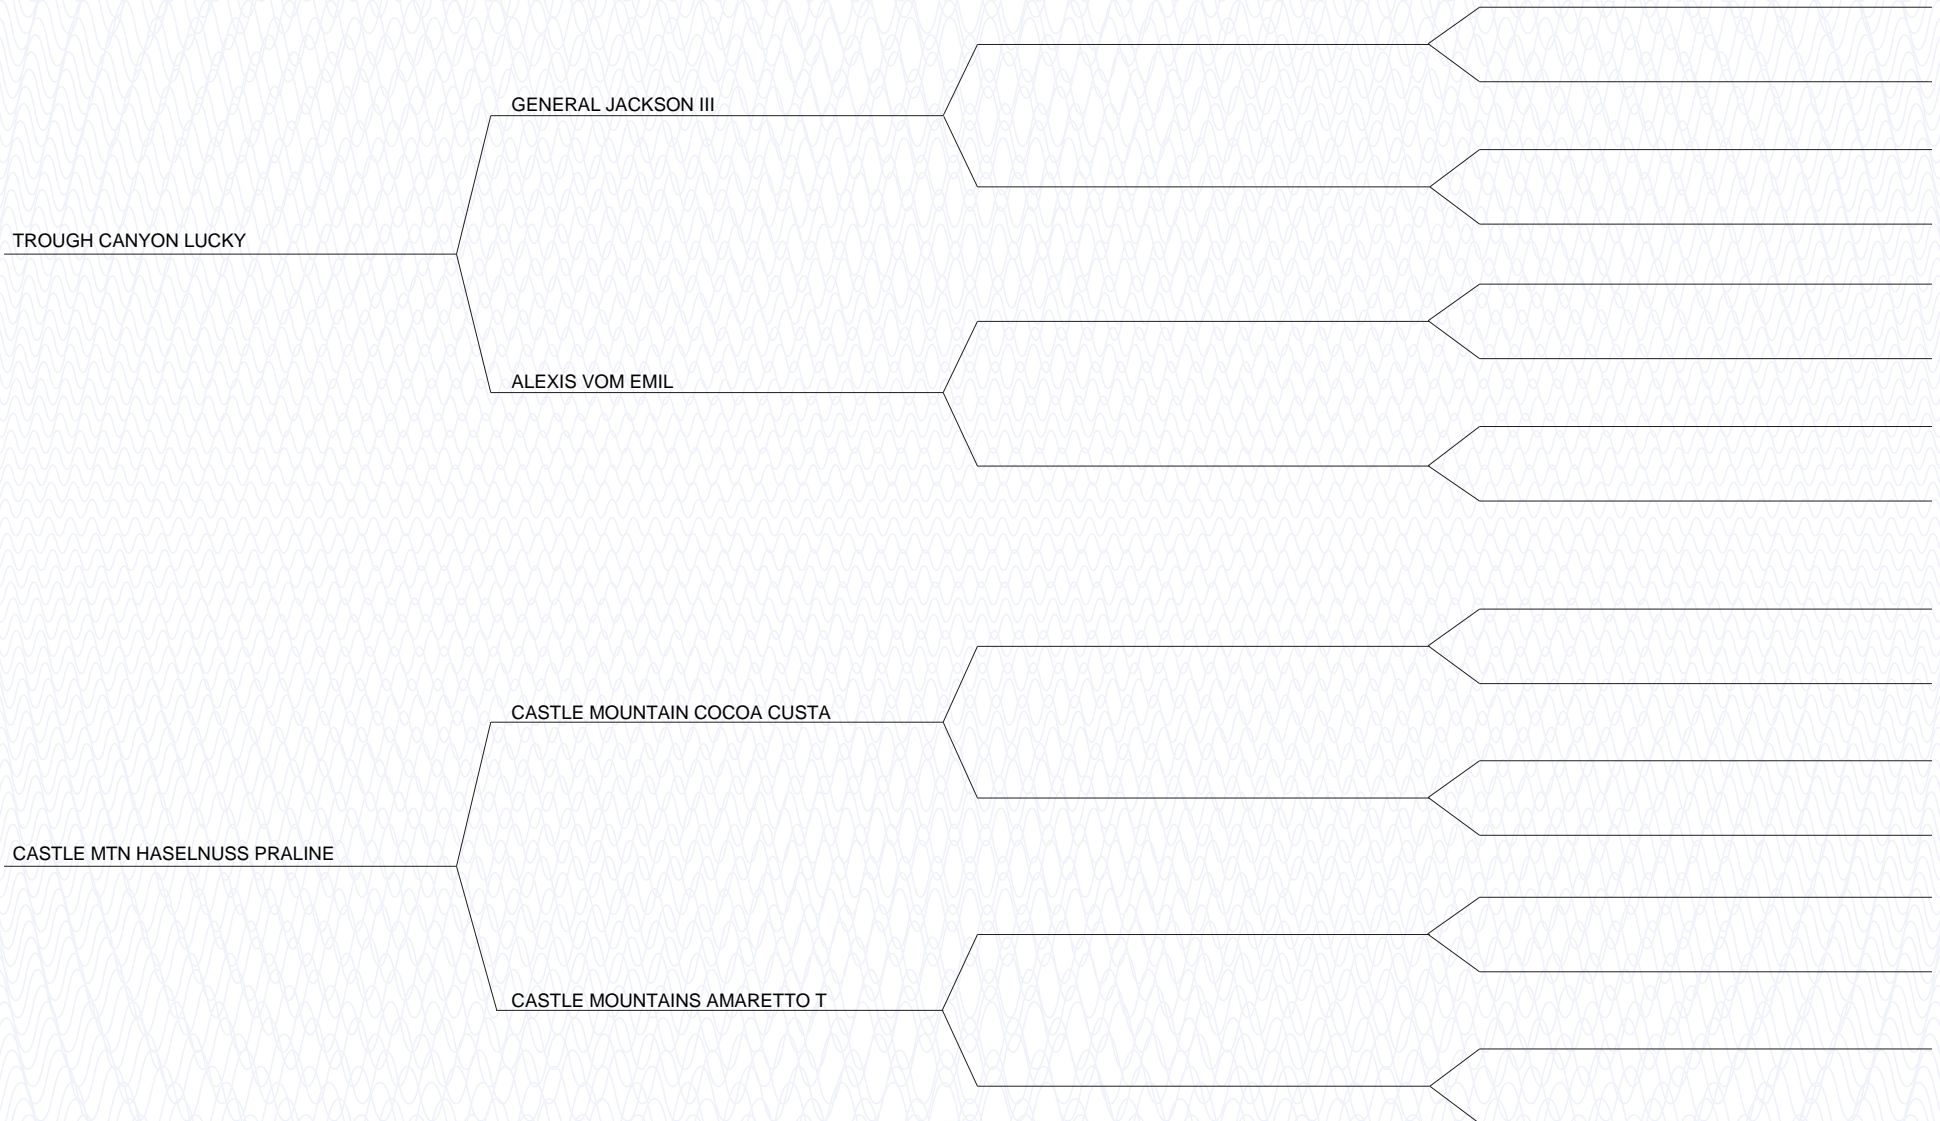 GENERAL JACKSON III
TROUGH CANYON LUCKY
ALEXIS VOM EMIL
CASTLE MOUNTAIN COCOA CUSTA
CASTLE MTN HASELNUSS PRALINE
CASTLE MOUNTAINS AMARETTO T